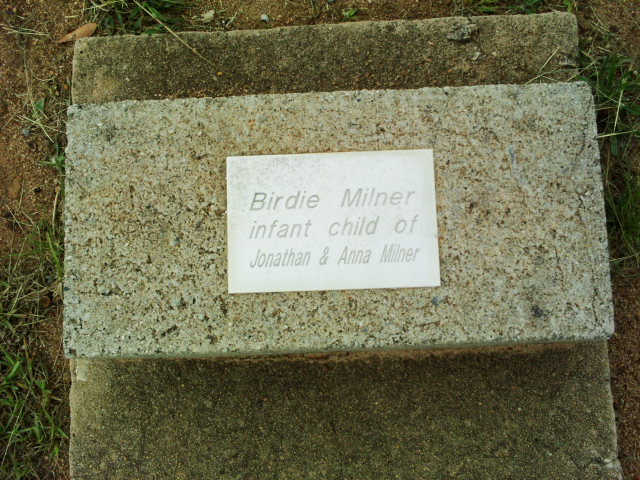 Birdie Milner
infant child of
Jonathan & Anna Milner